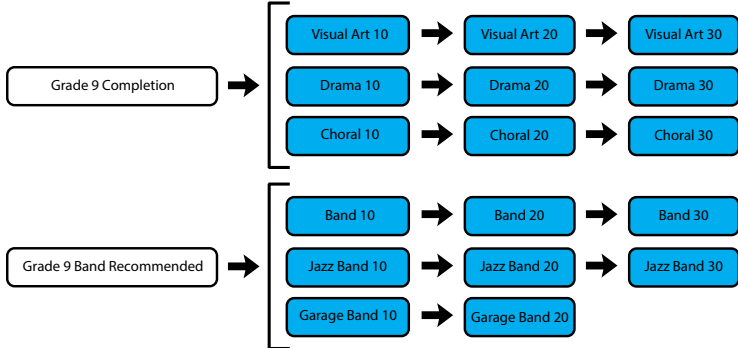 Visual Art 10
Visual Art 20
Visual Art 30
Grade 9 Completion
Drama 10
Drama 20
Drama 30
Choral 10
Choral 20
Choral 30
Band 10
Band 20
Band 30
Grade 9 Band Recommended
Jazz Band 10
Jazz Band 20
Jazz Band 30
Garage Band 10
Garage Band 20